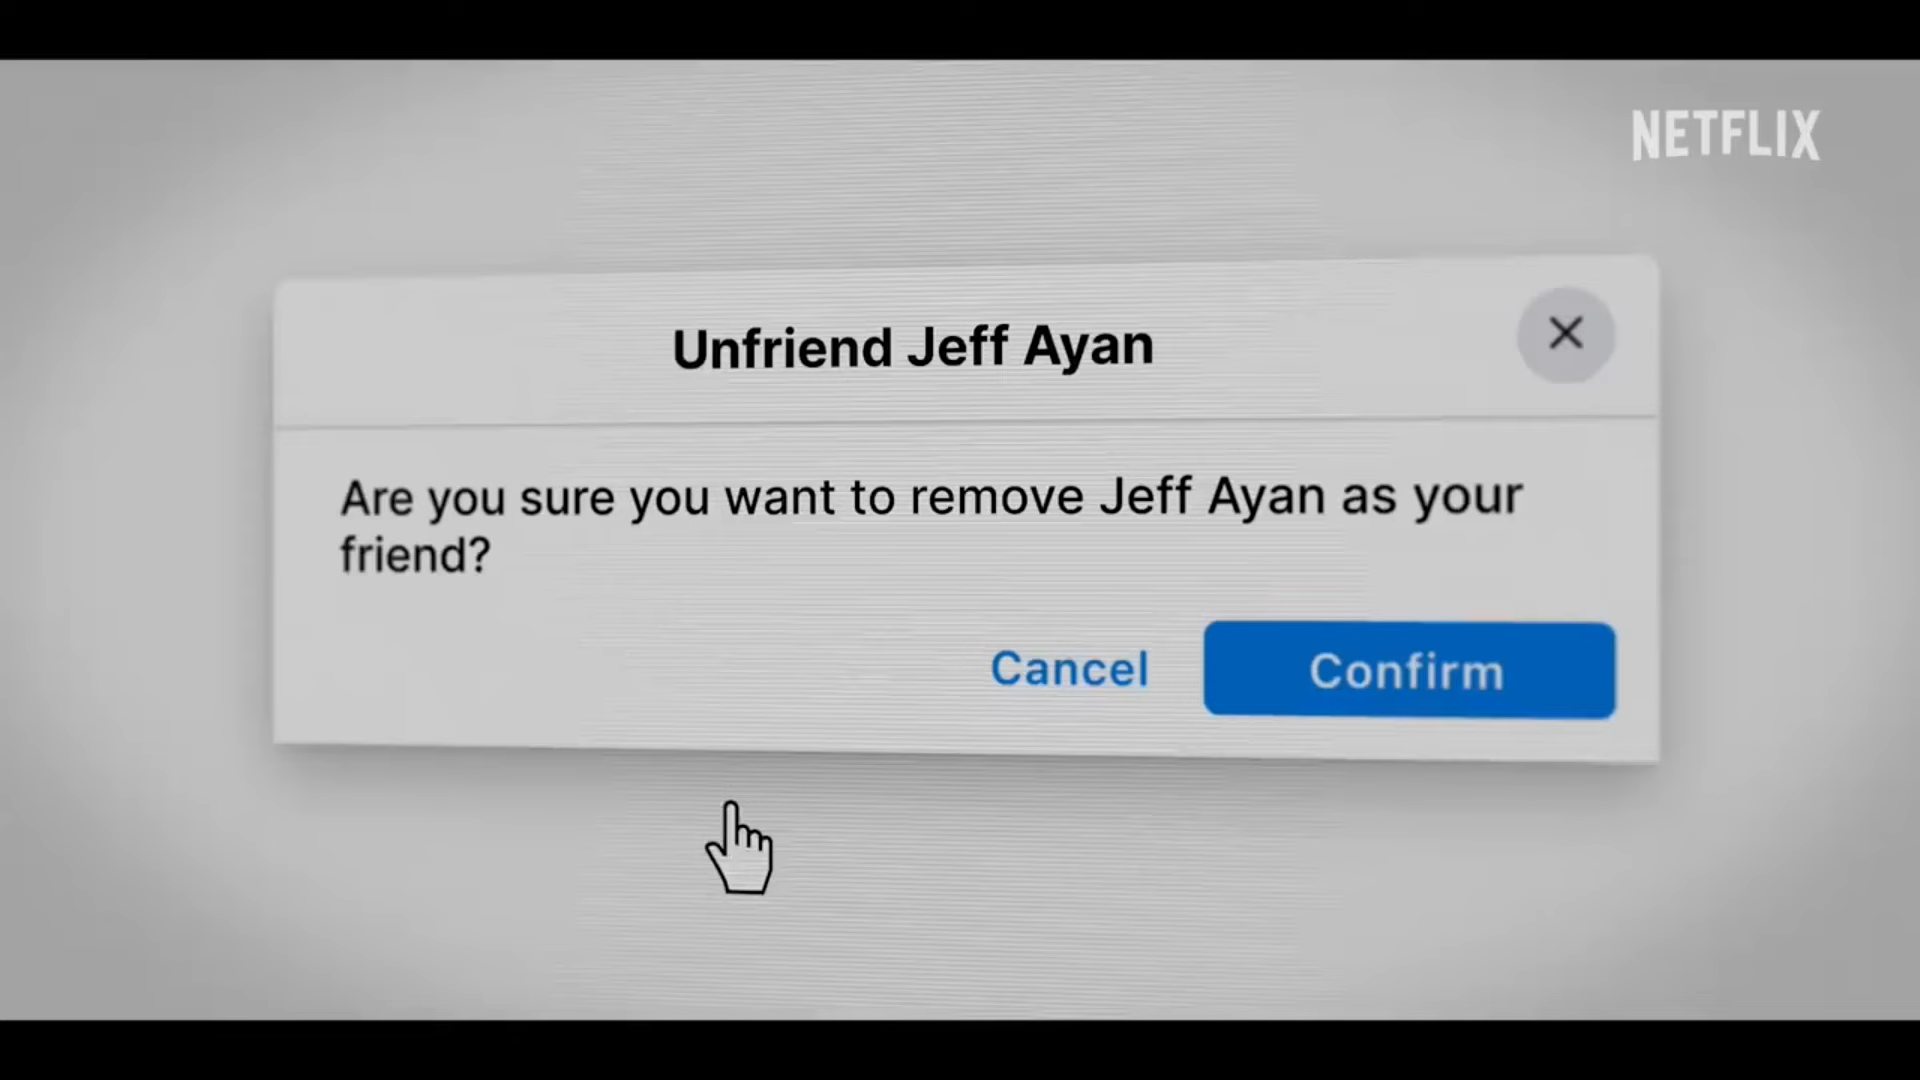 NETFLIX
Unfriend Jeff Ayan
Are you sure you want to remove Jeff Ayan as your
friend?
Cancel
Confirm